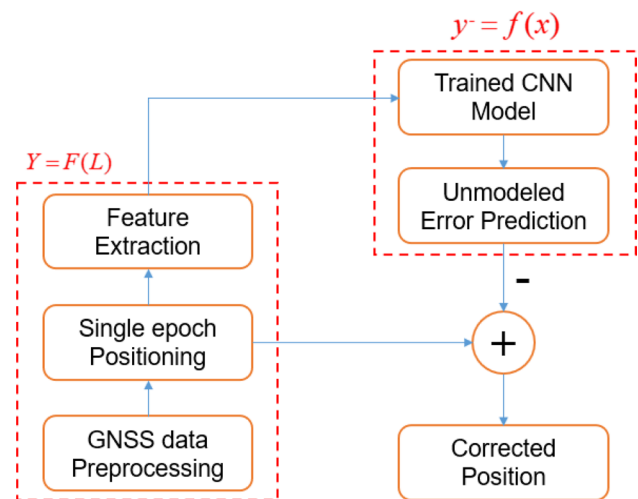 y- = f(x)
Trained CNN
Model
Unmodeled
Error Prediction
-
Y = F(L)
Feature
Extraction
Single epoch
Positioning
+
GNSS data
Preprocessing
Corrected
Position